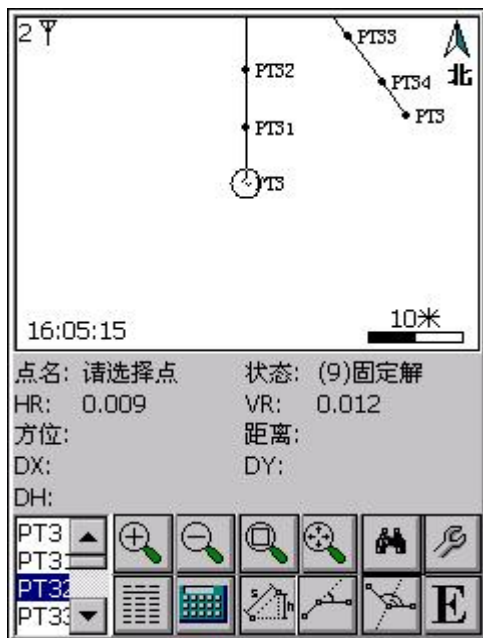 2
PT33
PT32
PT34
北
PT3
PT31
PT3
16:05:15
10米
点名: 请选择点 状态: (9)固定解
HR: 0.009 VR: 0.012
方位: 距离:
DX: DY:
DH:
PT3
PT31
PT32
PT33
S
h
E